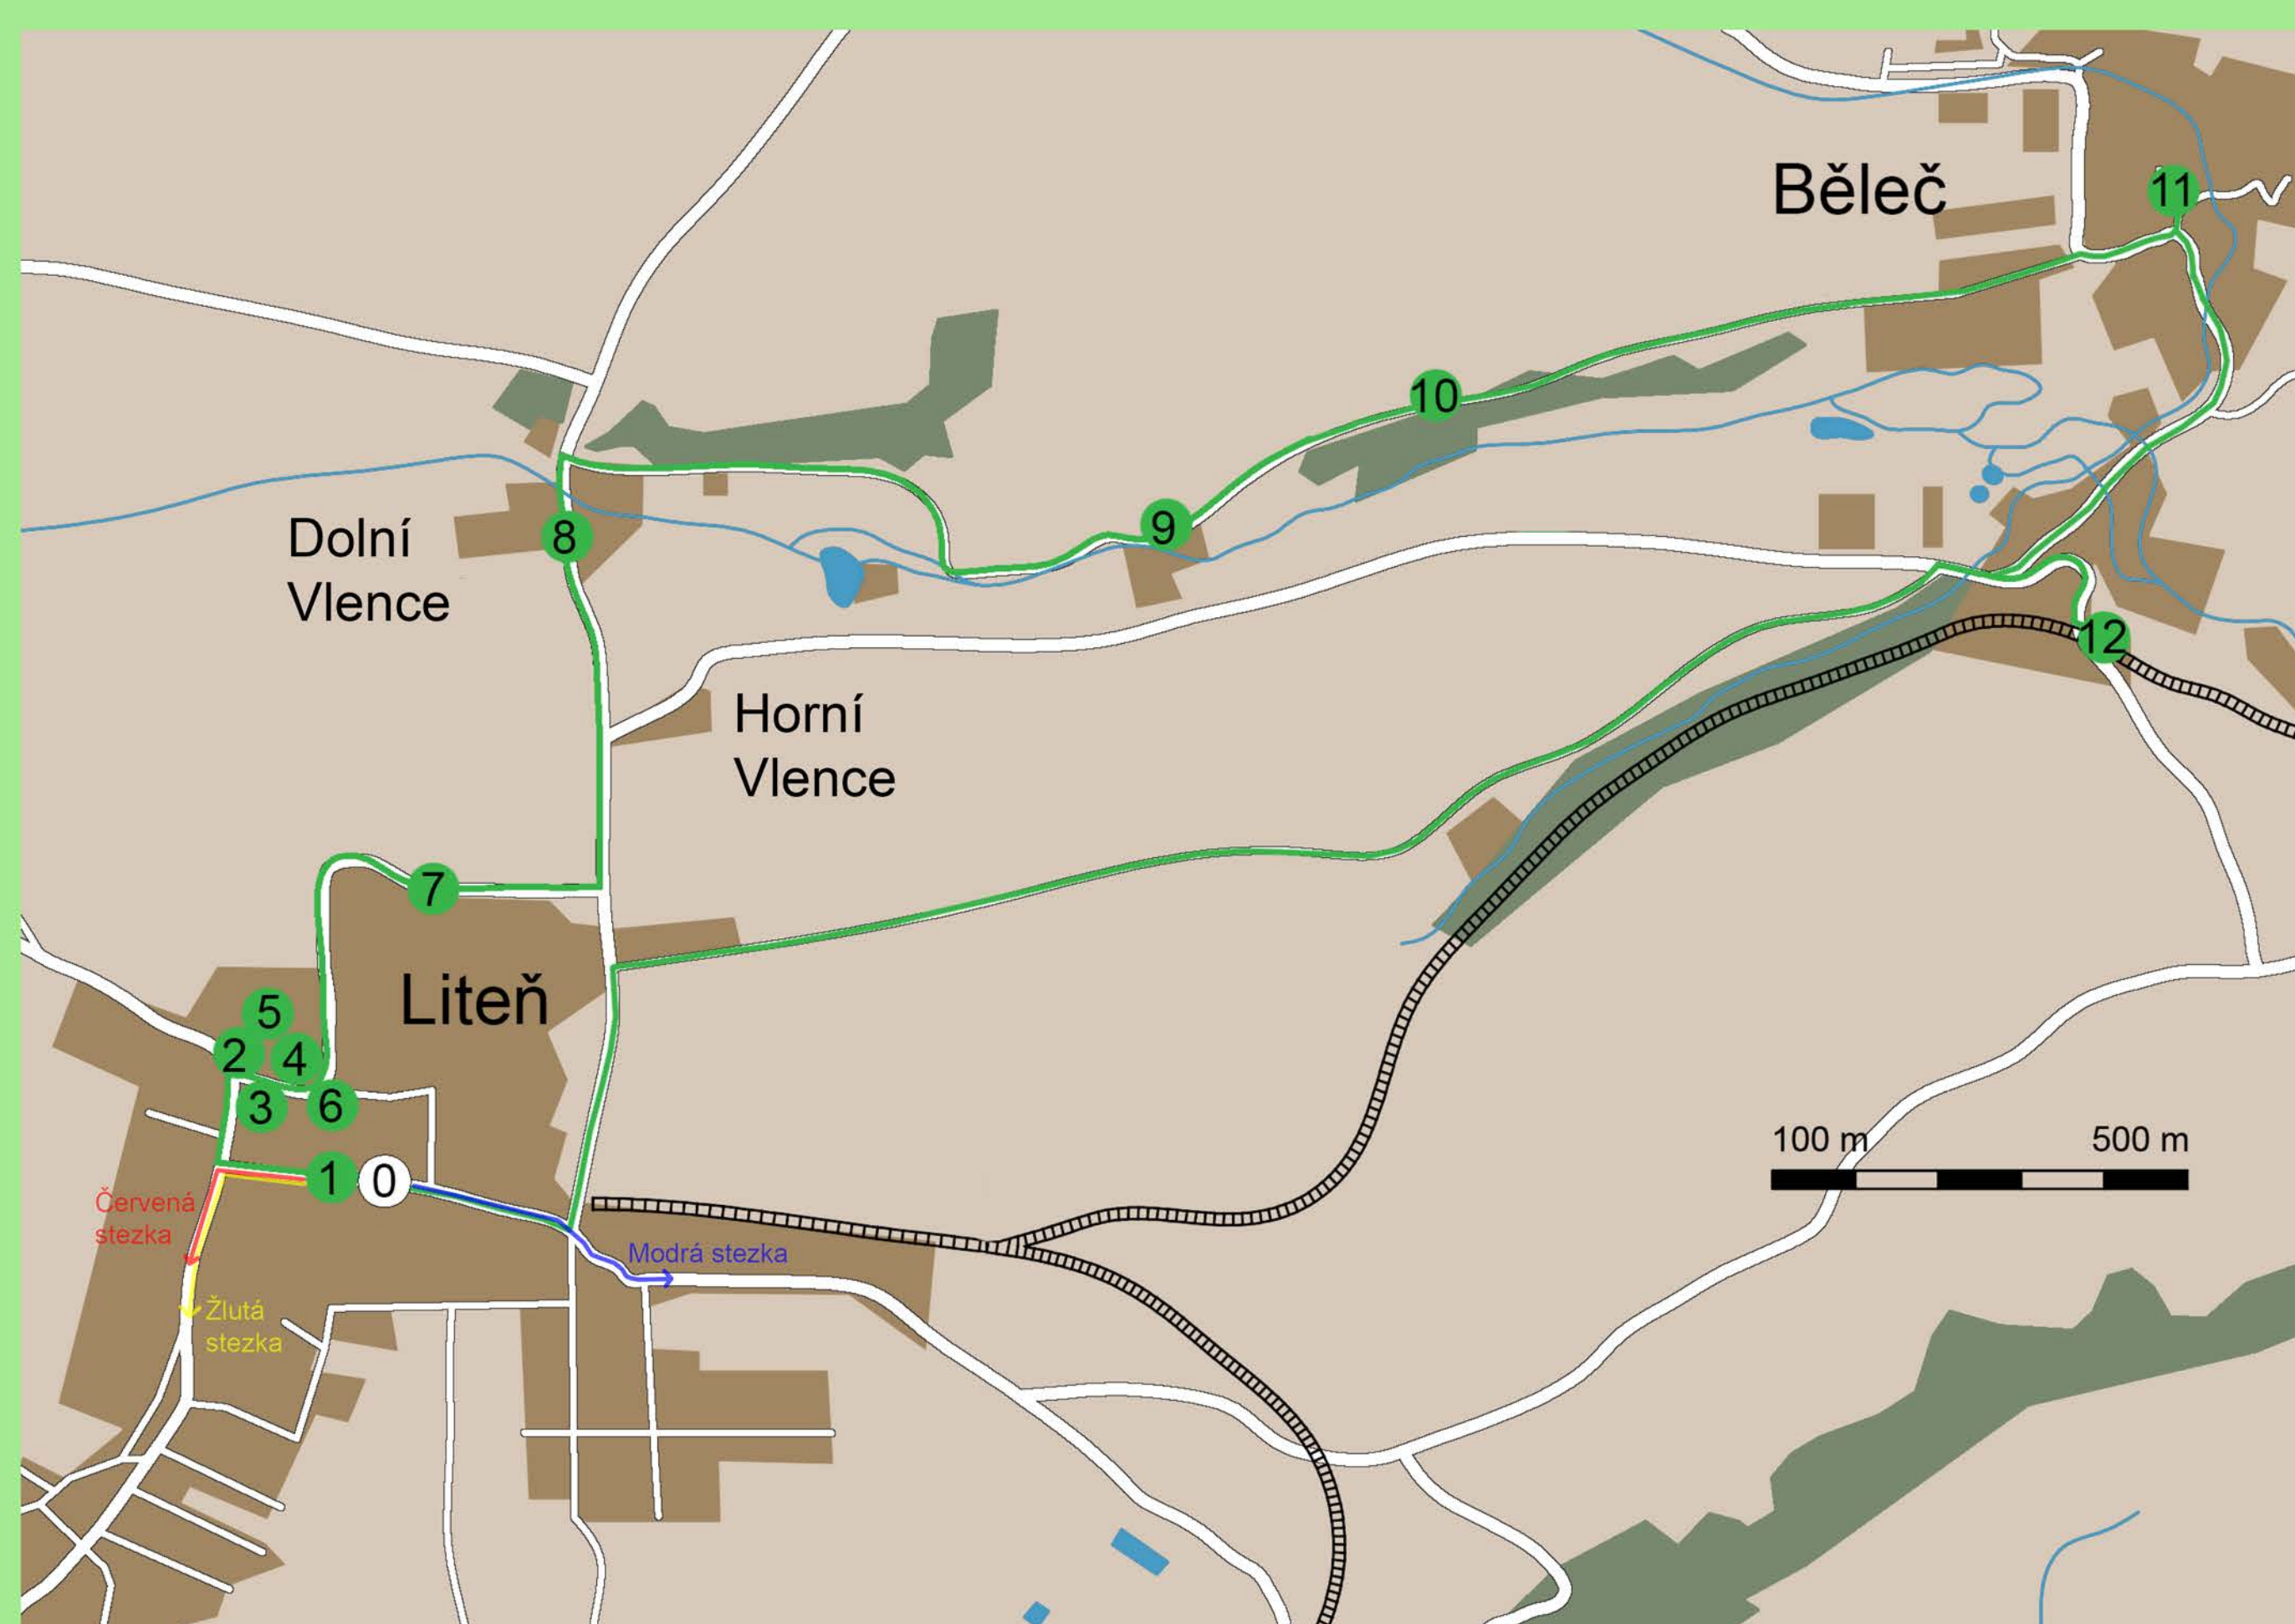 Běleč
11
10
Dolní
Vlence
8
9
12
Horní
Vlence
7
Liteň
5
2
4
3
6
100 m
500 m
1
0
Červená
stezka
Modrá stezka
Žlutá
stezka